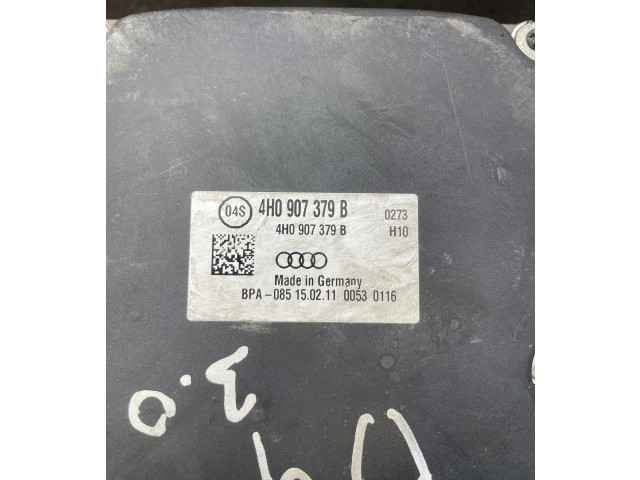 04S 4H0 907 379 B 0273
4H0 907 379 B H10
Made in Germany
BPA-085 15.02.11 0053 0116
3.0